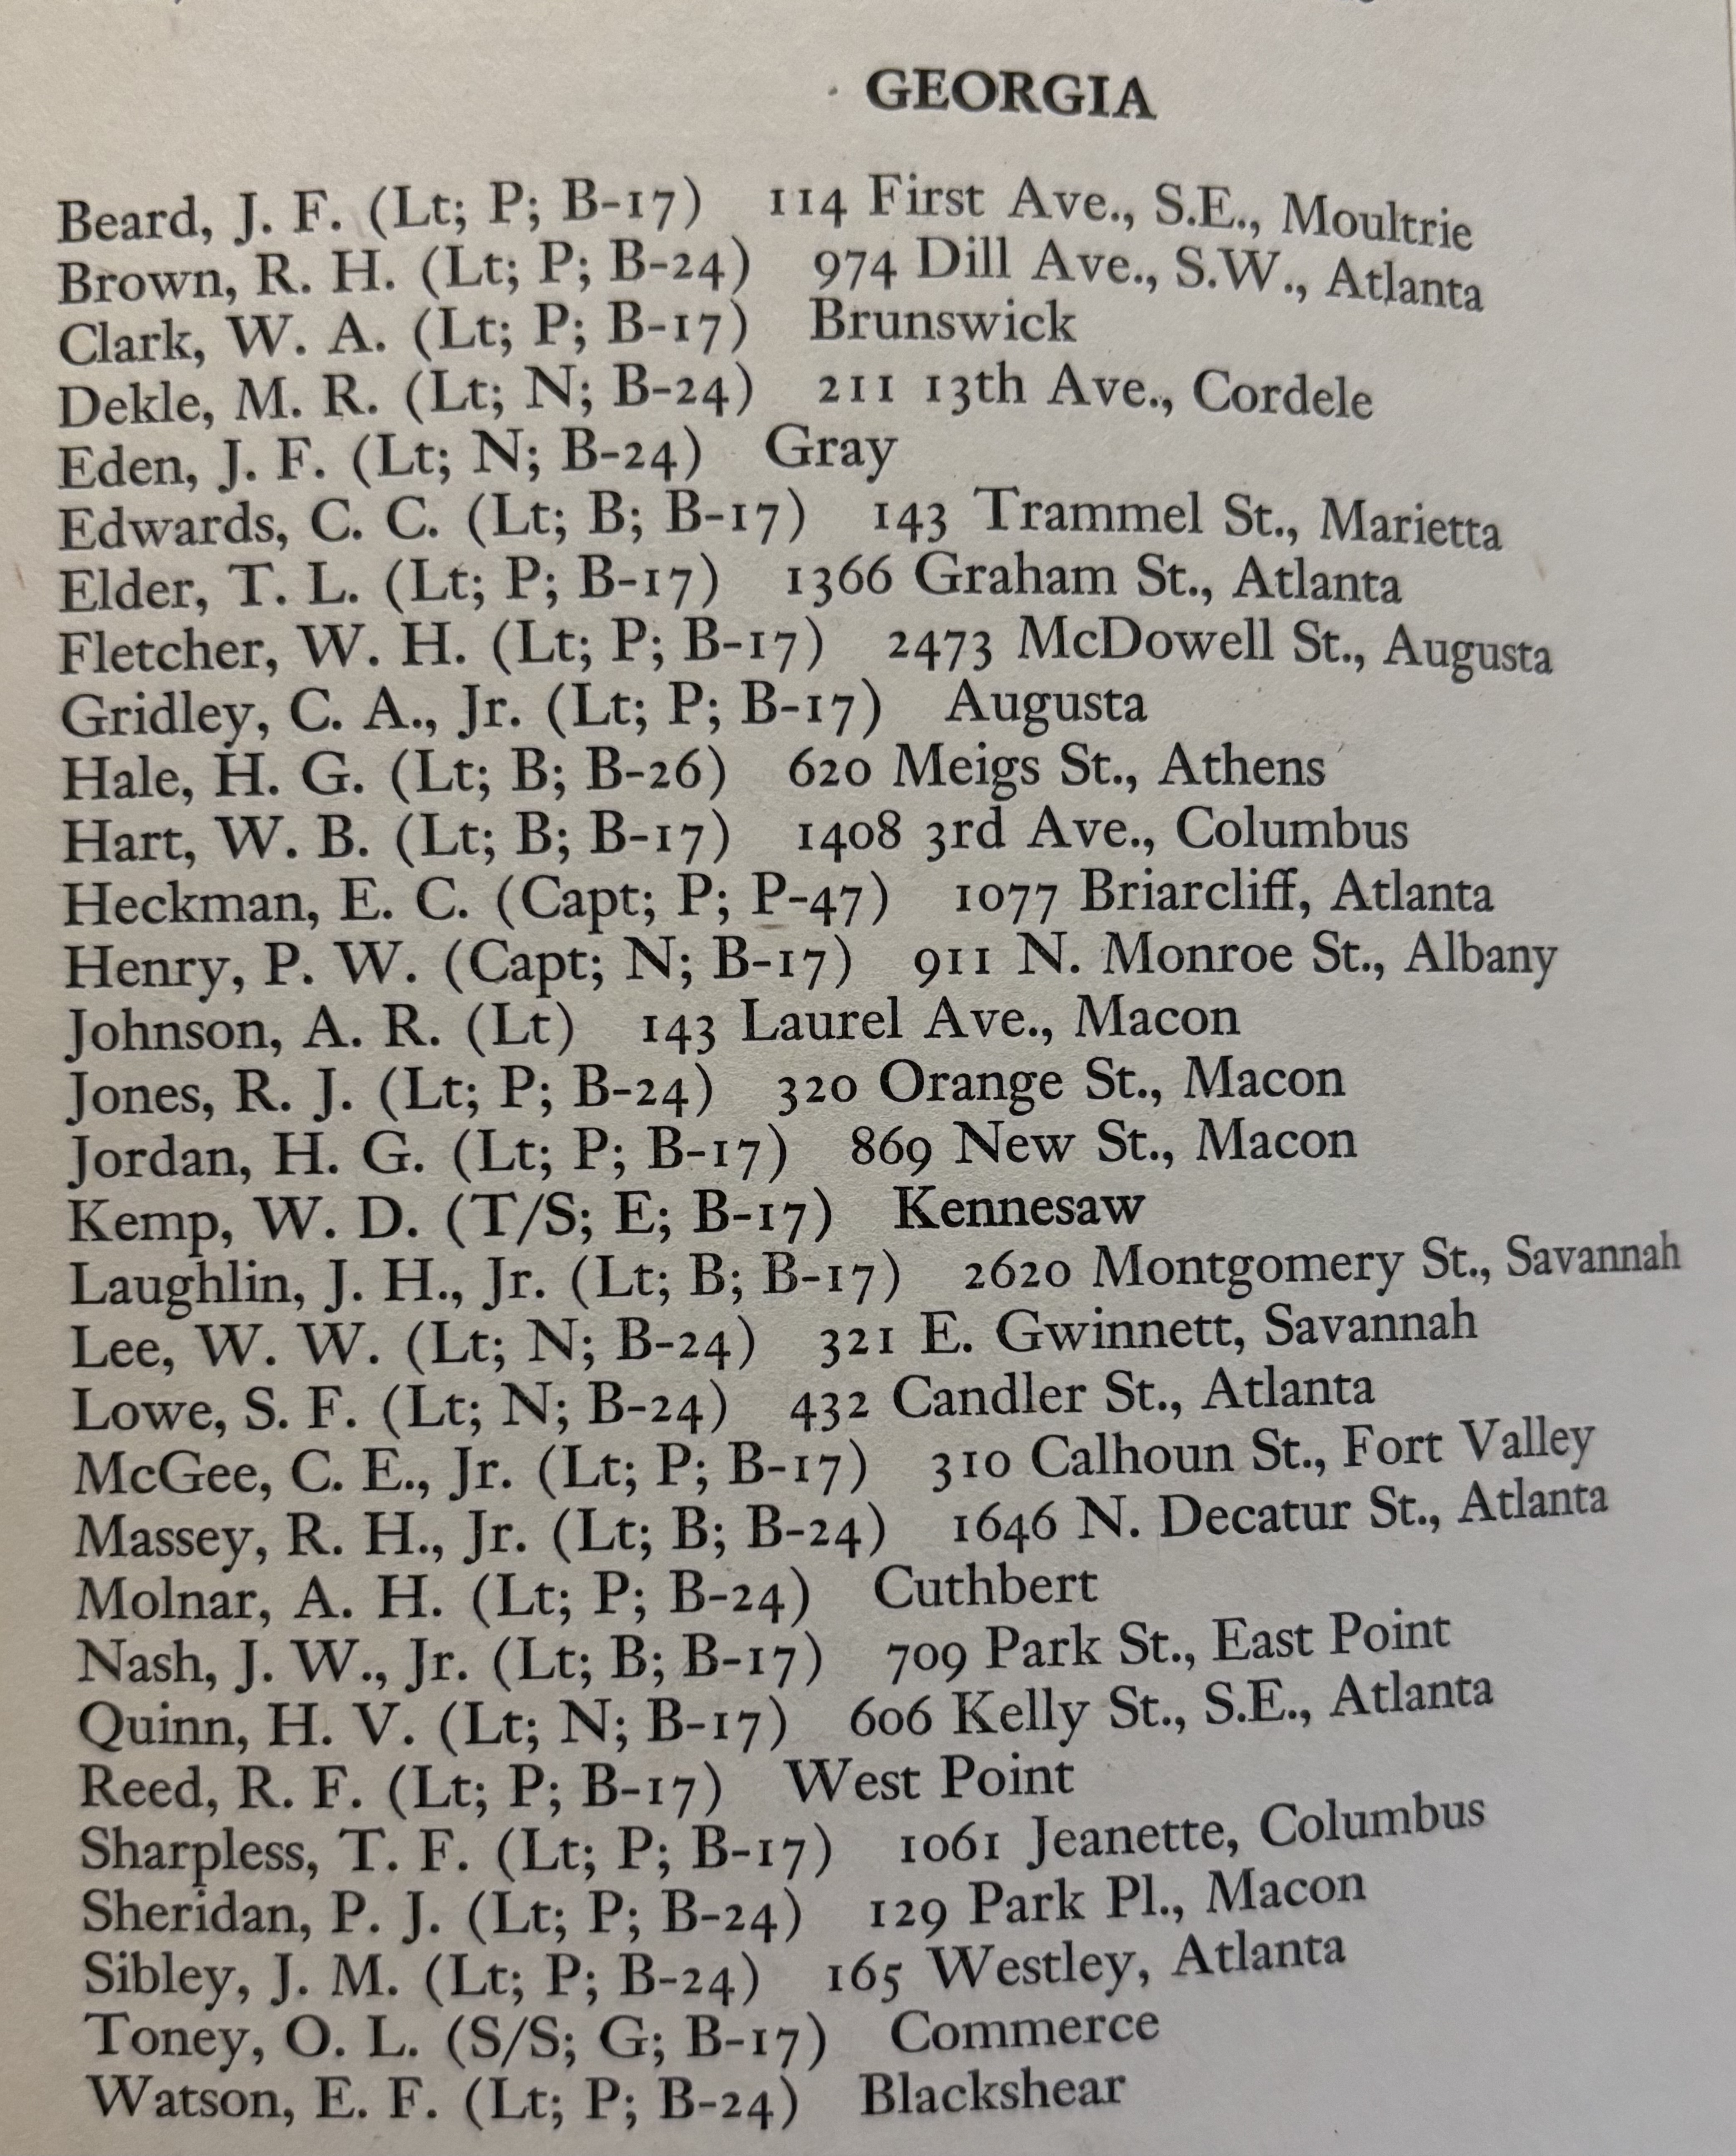 GEORGIA
Beard, J. F. (Lt; P; B-17) 114 First Ave., S.E., Moultrie
Brown, R. H. (Lt; P; B-24) 974 Dill Ave., S.W., Atlanta
Clark, W. A. (Lt; P; B-17) Brunswick
Dekle, M. R. (Lt; N; B-24) 211 13th Ave., Cordele
Eden, J. F. (Lt; N; B-24) Gray
Edwards, C. C. (Lt; B; B-17) 143 Trammel St., Marietta
Elder, T. L. (Lt; P; B-17) 1366 Graham St., Atlanta
Fletcher, W. H. (Lt; P; B-17) 2473 McDowell St., Augusta
Gridley, C. A., Jr. (Lt; P; B-17) Augusta
Hale, H. G. (Lt; B; B-26) 620 Meigs St., Athens
Hart, W. B. (Lt; B; B-17) 1408 3rd Ave., Columbus
Heckman, E. C. (Capt; P; P-47) 1077 Briarcliff, Atlanta
Henry, P. W. (Capt; N; B-17) 911 N. Monroe St., Albany
Johnson, A. R. (Lt) 143 Laurel Ave., Macon
Jones, R. J. (Lt; P; B-24) 320 Orange St., Macon
Jordan, H. G. (Lt; P; B-17) 869 New St., Macon
Kemp, W. D. (T/S; E; B-17) Kennesaw
Laughlin, J. H., Jr. (Lt; B; B-17) 2620 Montgomery St., Savannah
Lee, W. W. (Lt; N; B-24) 321 E. Gwinnett, Savannah
Lowe, S. F. (Lt; N; B-24) 432 Candler St., Atlanta
McGee, C. E., Jr. (Lt; P; B-17) 310 Calhoun St., Fort Valley
Massey, R. H., Jr. (Lt; B; B-24) 1646 N. Decatur St., Atlanta
Molnar, A. H. (Lt; P; B-24) Cuthbert
Nash, J. W., Jr. (Lt; B; B-17) 709 Park St., East Point
Quinn, H. V. (Lt; N; B-17) 606 Kelly St., S.E., Atlanta
Reed, R. F. (Lt; P; B-17) West Point
Sharpless, T. F. (Lt; P; B-17) 1061 Jeanette, Columbus
Sheridan, P. J. (Lt; P; B-24) 129 Park Pl., Macon
Sibley, J. M. (Lt; P; B-24) 165 Westley, Atlanta
Toney, O. L. (S/S; G; B-17) Commerce
Watson, E. F. (Lt; P; B-24) Blackshear